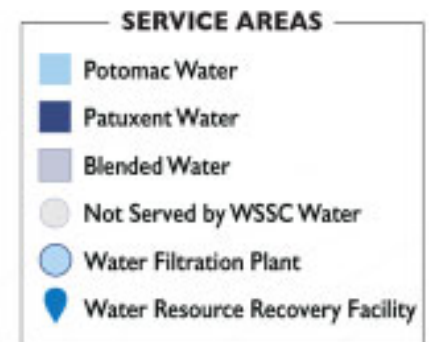 SERVICE AREAS
Potomac Water
Patuxent Water
Blended Water
Not Served by WSSC Water
Water Filtration Plant
Water Resource Recovery Facility